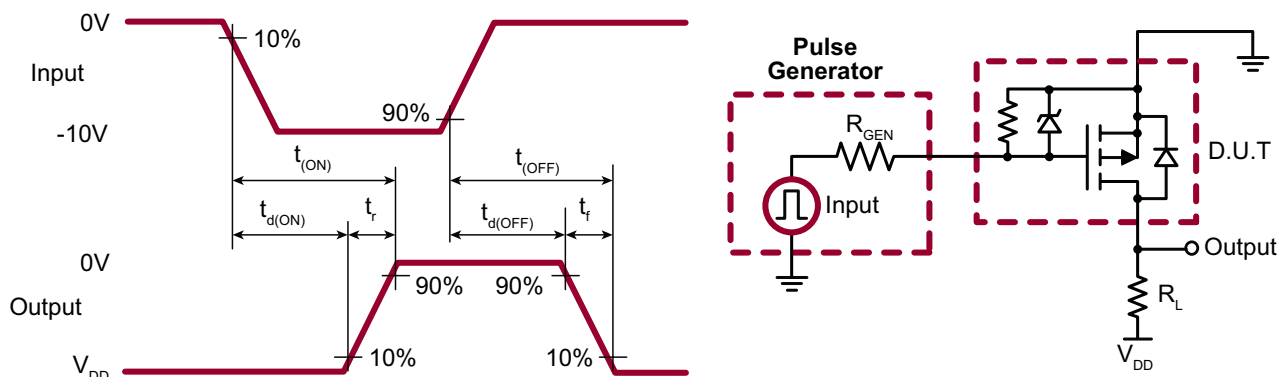 0V
10%
Input
90%
-10V
t(ON)
t(OFF)
td(ON)
tr
td(OFF)
tf
0V
90%
90%
Output
10%
10%
VDD
Pulse
Generator
RGEN
D.U.T
Input
Output
RL
VDD